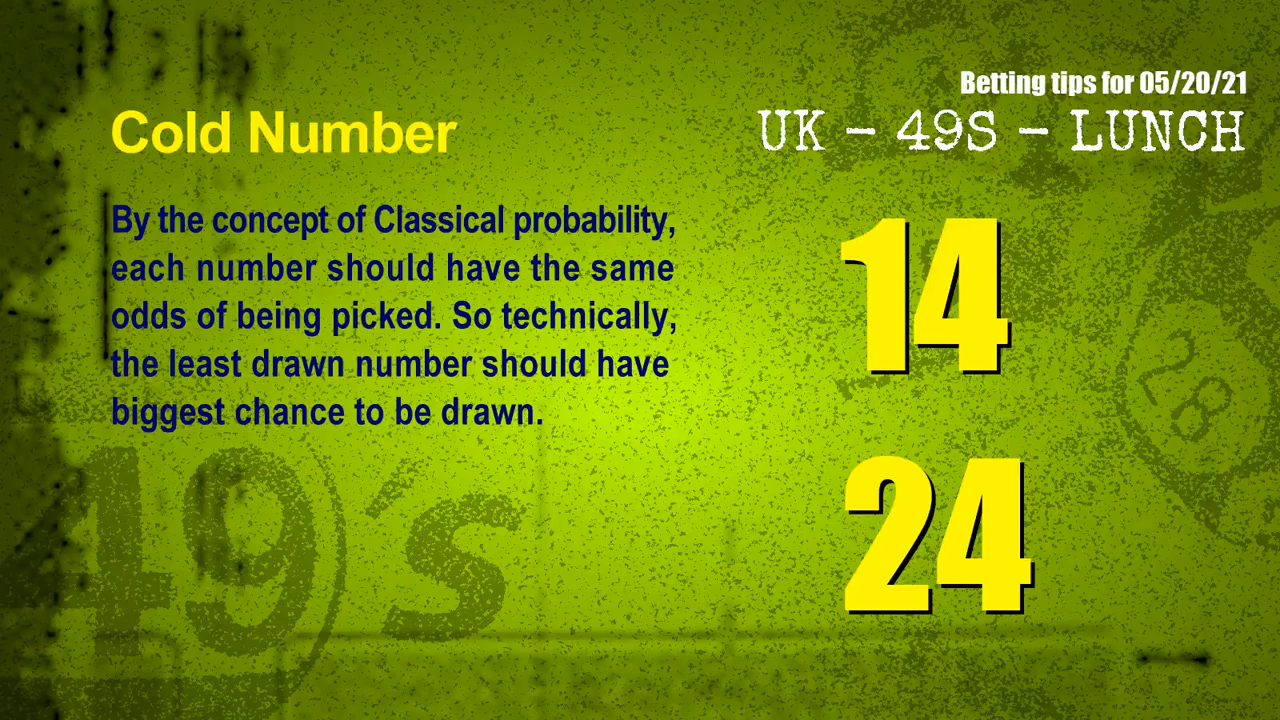 Betting tips for 05/20/21
UK - 49S - LUNCH
Cold Number
By the concept of Classical probability,
each number should have the same
odds of being picked. So technically,
the least drawn number should have
biggest chance to be drawn.
14
24
28
49's